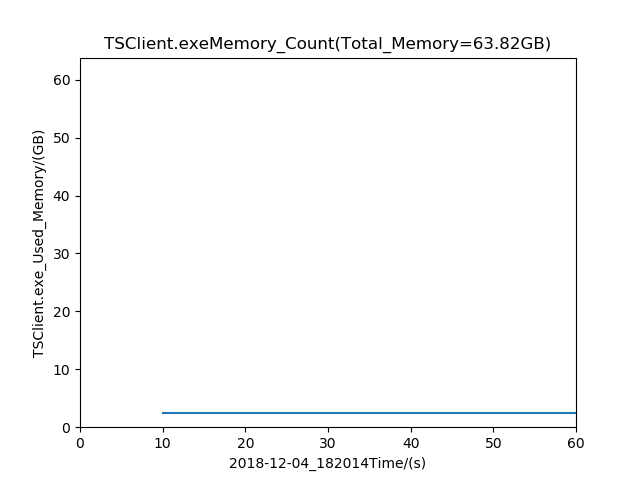 TSClient.exeMemory_Count(Total_Memory=63.82GB)
TSClient.exe_Used_Memory/(GB)
60
50
40
30
20
10
0
0 10 20 30 40 50 60
2018-12-04_182014Time/(s)